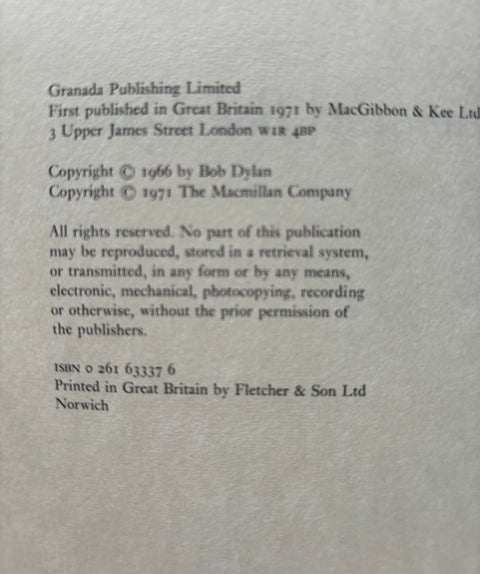 Granada Publishing Limited
First published in Great Britain 1971 by MacGibbon & Kee Ltd
3 Upper James Street London W1R 4BP
Copyright © 1966 by Bob Dylan
Copyright © 1971 The Macmillan Company
All rights reserved. No part of this publication
may be reproduced, stored in a retrieval system,
or transmitted, in any form or by any means,
electronic, mechanical, photocopying, recording
or otherwise, without the prior permission of
the publishers.
ISBN 0 261 63337 6
Printed in Great Britain by Fletcher & Son Ltd
Norwich